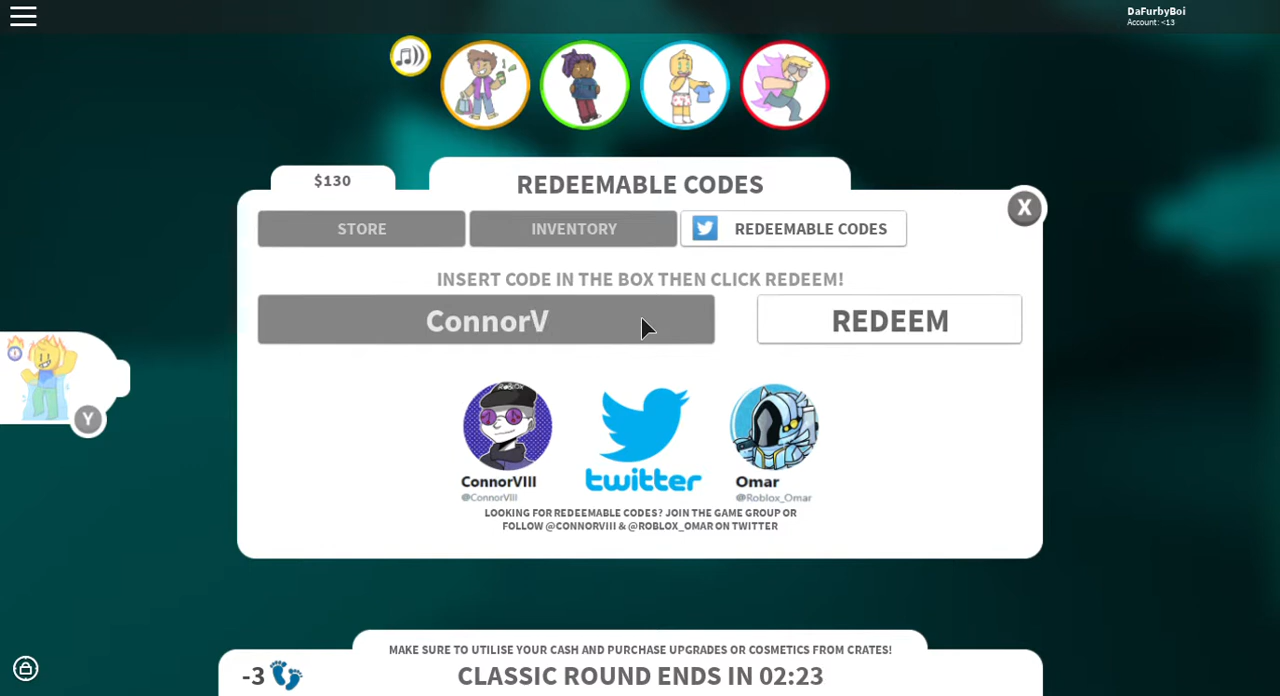 DaFurbyBoi
Account: <13
$130
REDEEMABLE CODES
STORE
INVENTORY
REDEEMABLE CODES
X
INSERT CODE IN THE BOX THEN CLICK REDEEM!
ConnorV
REDEEM
ROBLOX
twitter
ConnorVIII
Omar
@ConnorVIII
@Roblox_Omar
LOOKING FOR REDEEMABLE CODES? JOIN THE GAME GROUP OR
FOLLOW @CONNORVIII & @ROBLOX_OMAR ON TWITTER
Y
MAKE SURE TO UTILISE YOUR CASH AND PURCHASE UPGRADES OR COSMETICS FROM CRATES!
-3
CLASSIC ROUND ENDS IN 02:23